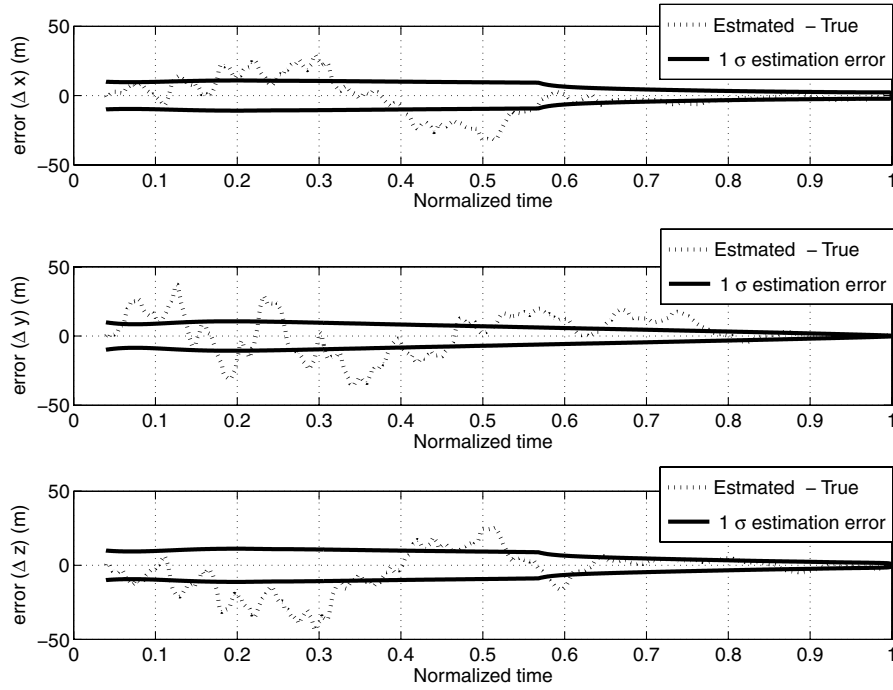 Estmated – True
1 σ estimation error
error (Δ x) (m)
50
0
−50
0 0.1 0.2 0.3 0.4 0.5 0.6 0.7 0.8 0.9 1
Normalized time
Estmated – True
1 σ estimation error
error (Δ y) (m)
50
0
−50
0 0.1 0.2 0.3 0.4 0.5 0.6 0.7 0.8 0.9 1
Normalized time
Estmated – True
1 σ estimation error
error (Δ z) (m)
50
0
−50
0 0.1 0.2 0.3 0.4 0.5 0.6 0.7 0.8 0.9 1
Normalized time